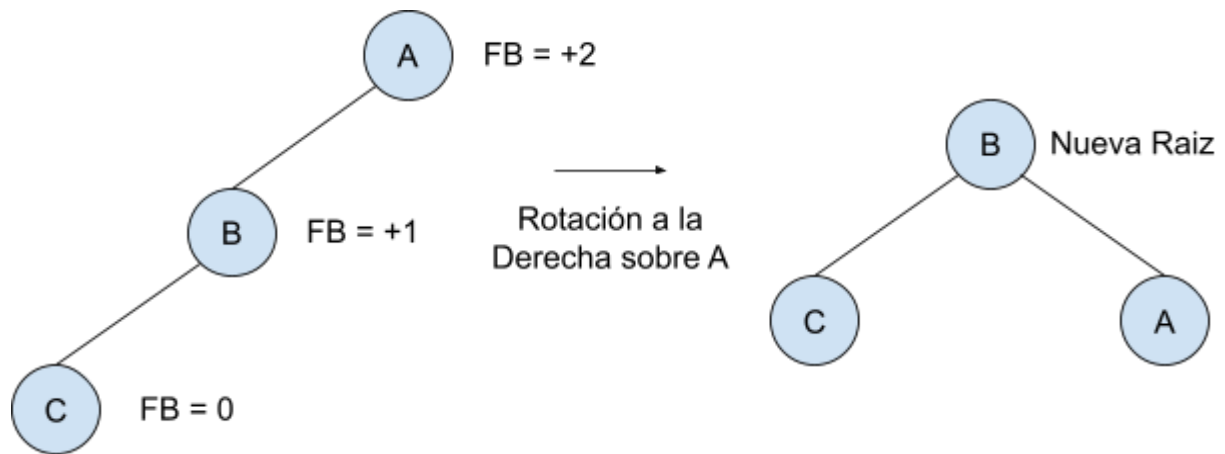 A
FB = +2
B
FB = +1
C
FB = 0
Rotación a la
Derecha sobre A
B
Nueva Raiz
C
A